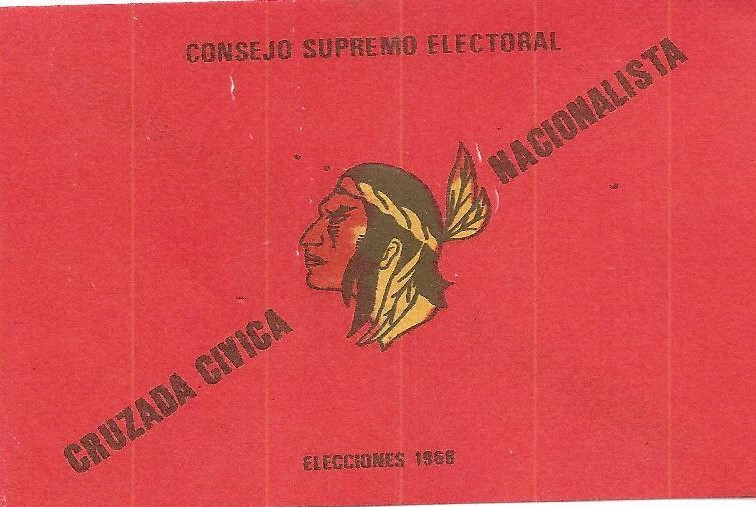 CONSEJO SUPREMO ELECTORAL
CRUZADA CIVICA
NACIONALISTA
ELECCIONES 1968